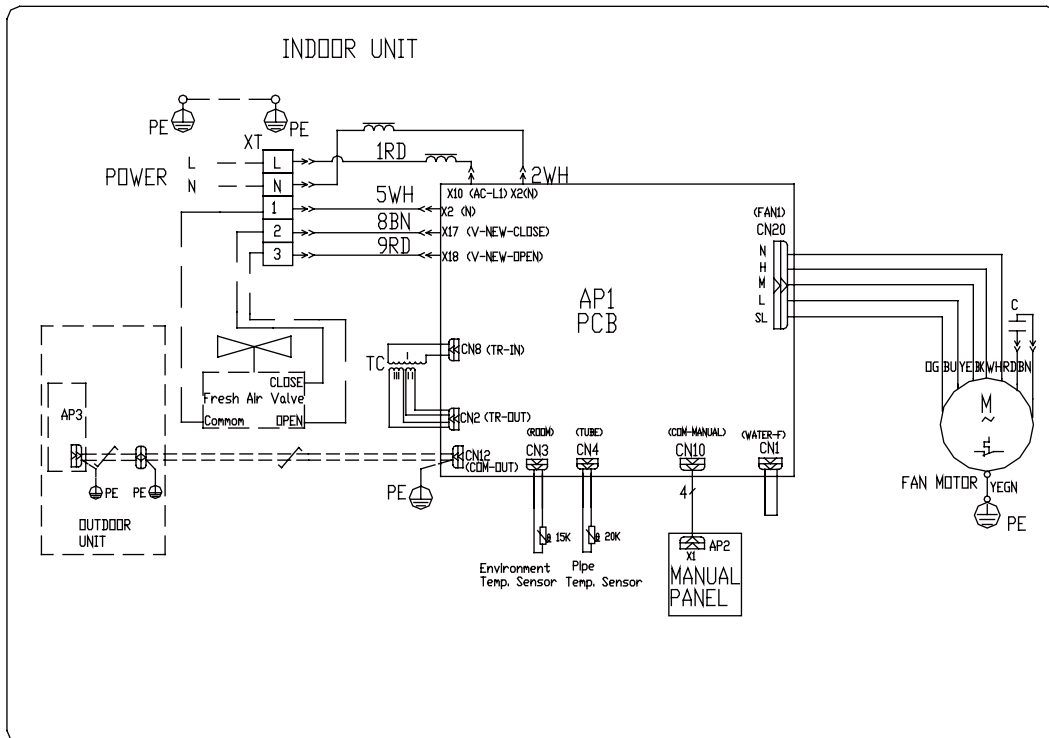 INDOOR UNIT
PE
PE
XT
POWER
L
N
L
N
1
2
3
1RD
2WH
5WH
8BN
9RD
X10 (AC-L1) X2(N)
X2 (N)
X17 (V-NEW-CLOSE)
X18 (V-NEW-OPEN)
AP1
PCB
(FAN1)
CN20
N
H
M
L
SL
C
OG BU YE BK WH RD BN
M
~
FAN MOTOR
YEGN
PE
TC
I
III
II
CN8 (TR-IN)
CN2 (TR-OUT)
CN12
(COM-OUT)
PE
CLOSE
Fresh Air Valve
Commom
OPEN
AP3
PE
PE
OUTDOOR
UNIT
(ROOM)
CN3
(TUBE)
CN4
(COM-MANUAL)
CN10
(WATER-F)
CN1
θ 15K
θ 20K
Environment
Temp. Sensor
Pipe
Temp. Sensor
4
X1
AP2
MANUAL
PANEL